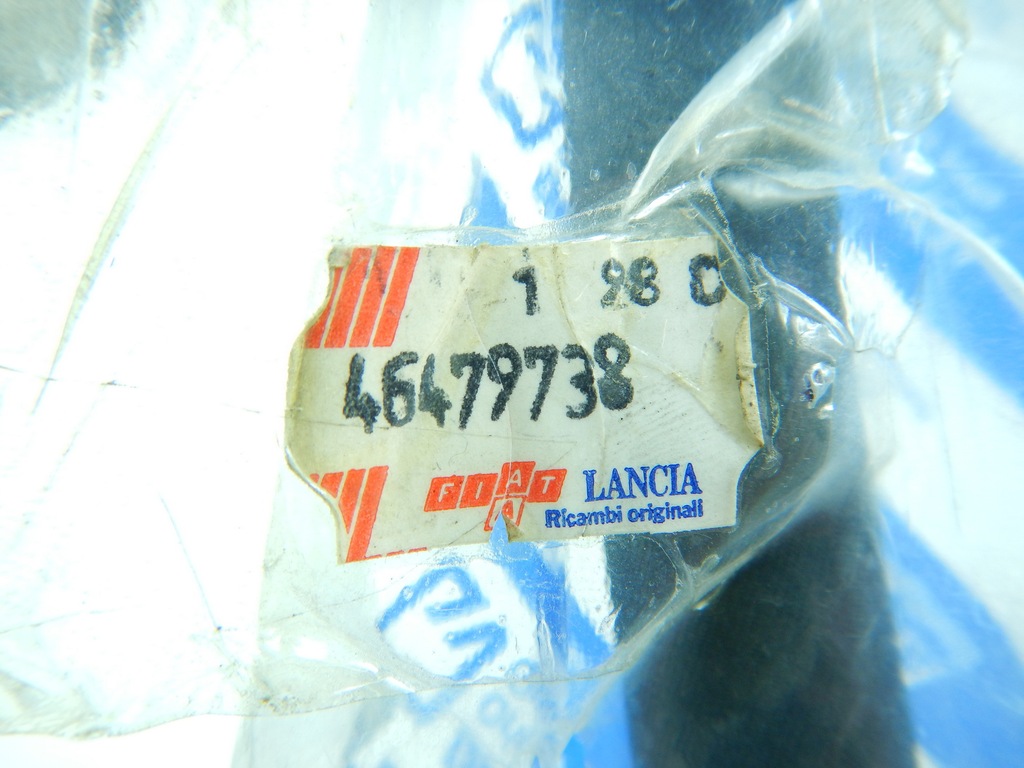 1 98 C
46479738
FIAT LANCIA
A
Ricambi originali